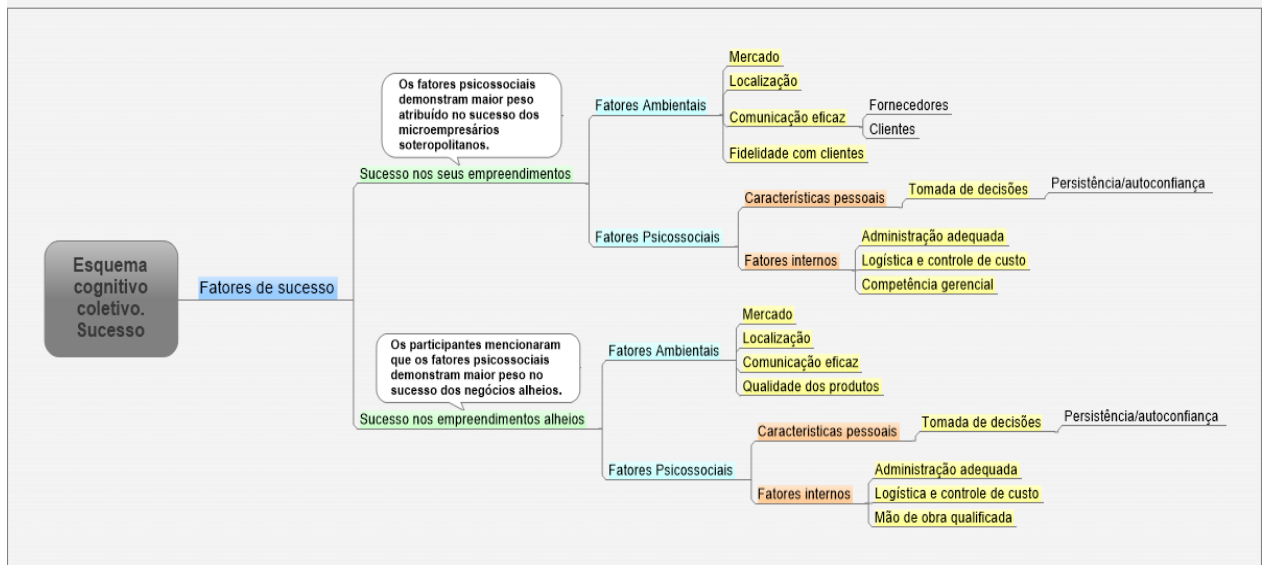 Esquema
cognitivo
coletivo.
Sucesso
Fatores de sucesso
Os fatores psicossociais
demonstram maior peso
atribuído no sucesso dos
microempresários
soteropolitanos.
Sucesso nos seus empreendimentos
Fatores Ambientais
Mercado
Localização
Comunicação eficaz
Fornecedores
Clientes
Fidelidade com clientes
Fatores Psicossociais
Características pessoais
Tomada de decisões
Persistência/autoconfiança
Fatores internos
Administração adequada
Logística e controle de custo
Competência gerencial
Os participantes mencionaram
que os fatores psicossociais
demonstram maior peso no
sucesso dos negócios alheios.
Sucesso nos empreendimentos alheios
Fatores Ambientais
Mercado
Localização
Comunicação eficaz
Qualidade dos produtos
Fatores Psicossociais
Caracteristicas pessoais
Tomada de decisões
Persistência/autoconfiança
Fatores internos
Administração adequada
Logística e controle de custo
Mão de obra qualificada